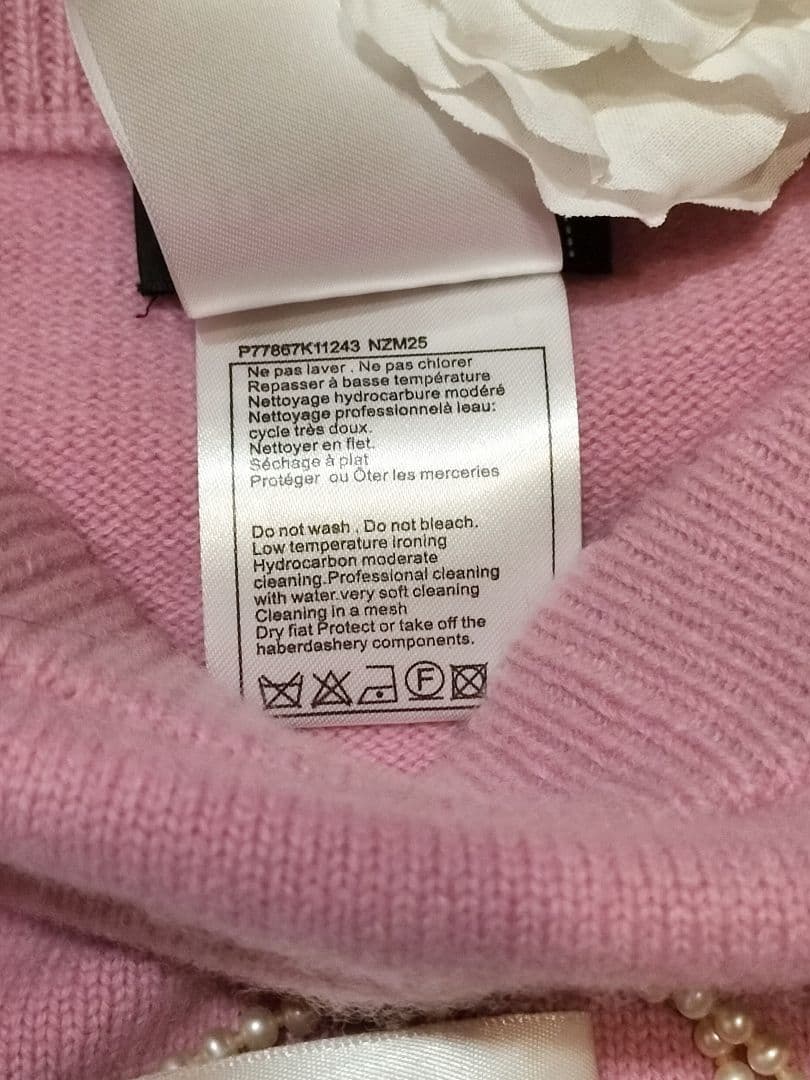 P77867K11243 NZM25
Ne pas laver . Ne pas chlorer
Repasser à basse température
Nettoyage hydrocarbure modéré
Nettoyage professionnelà leau:
cycle très doux.
Nettoyer en flet.
Séchage à plat
Protéger ou Ôter les merceries
Do not wash . Do not bleach.
Low temperature ironing
Hydrocarbon moderate
cleaning.Professional cleaning
with water.very soft cleaning
Cleaning in a mesh
Dry fiat Protect or take off the
haberdashery components.
F